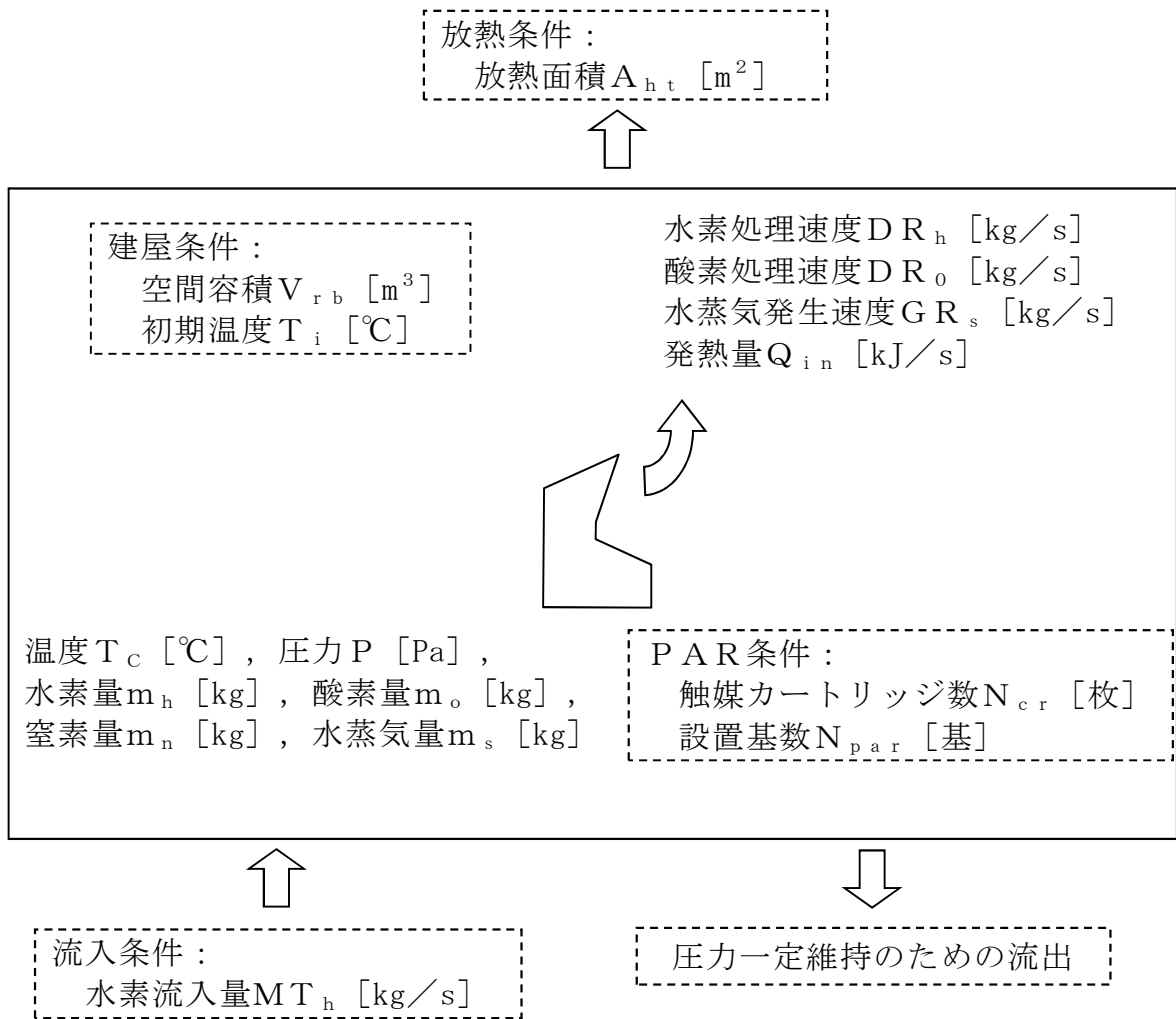 放熱条件：
放熱面積Aht［m²］
建屋条件：
空間容積Vrb［m³］
初期温度Ti［℃］
水素処理速度DRh［kg／s］
酸素処理速度DR0［kg／s］
水蒸気発生速度GRs［kg／s］
発熱量Qin［kJ／s］
温度TC［℃］，圧力P［Pa］，
水素量mh［kg］，酸素量mo［kg］，
窒素量mn［kg］，水蒸気量ms［kg］
PAR条件：
触媒カートリッジ数Ncr［枚］
設置基数Npar［基］
流入条件：
水素流入量MTh［kg／s］
圧力一定維持のための流出